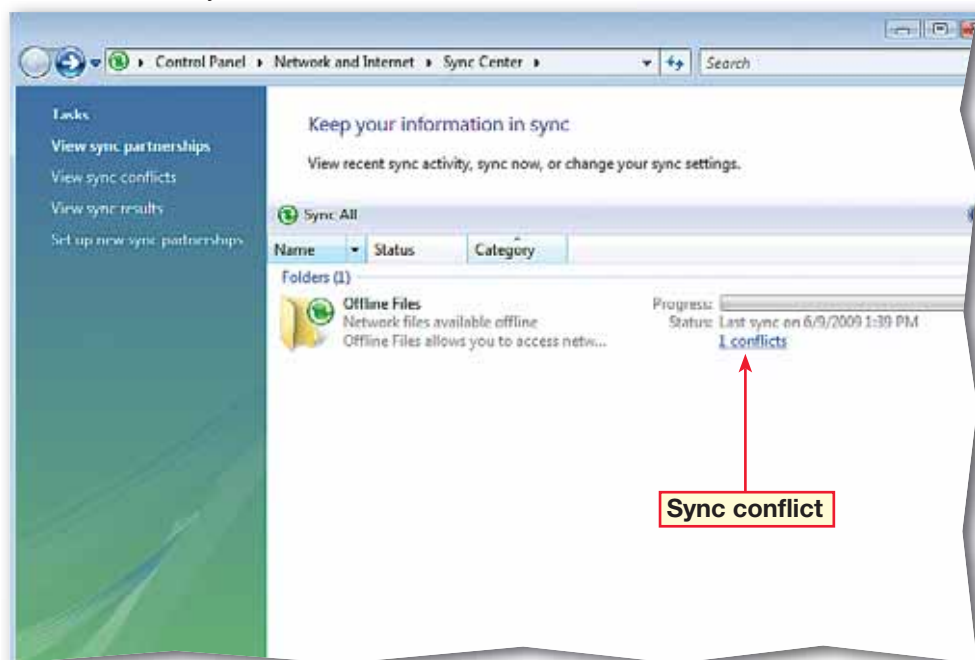 Control Panel Network and Internet Sync Center Search
Tasks
View sync partnerships
View sync conflicts
View sync results
Set up new sync partnerships
Keep your information in sync
View recent sync activity, sync now, or change your sync settings.
Sync All
Name Status Category
Folders (1)
Offline Files
Network files available offline
Offline Files allows you to access netw...
Progress:
Status: Last sync on 6/9/2009 1:39 PM
1 conflicts
Sync conflict